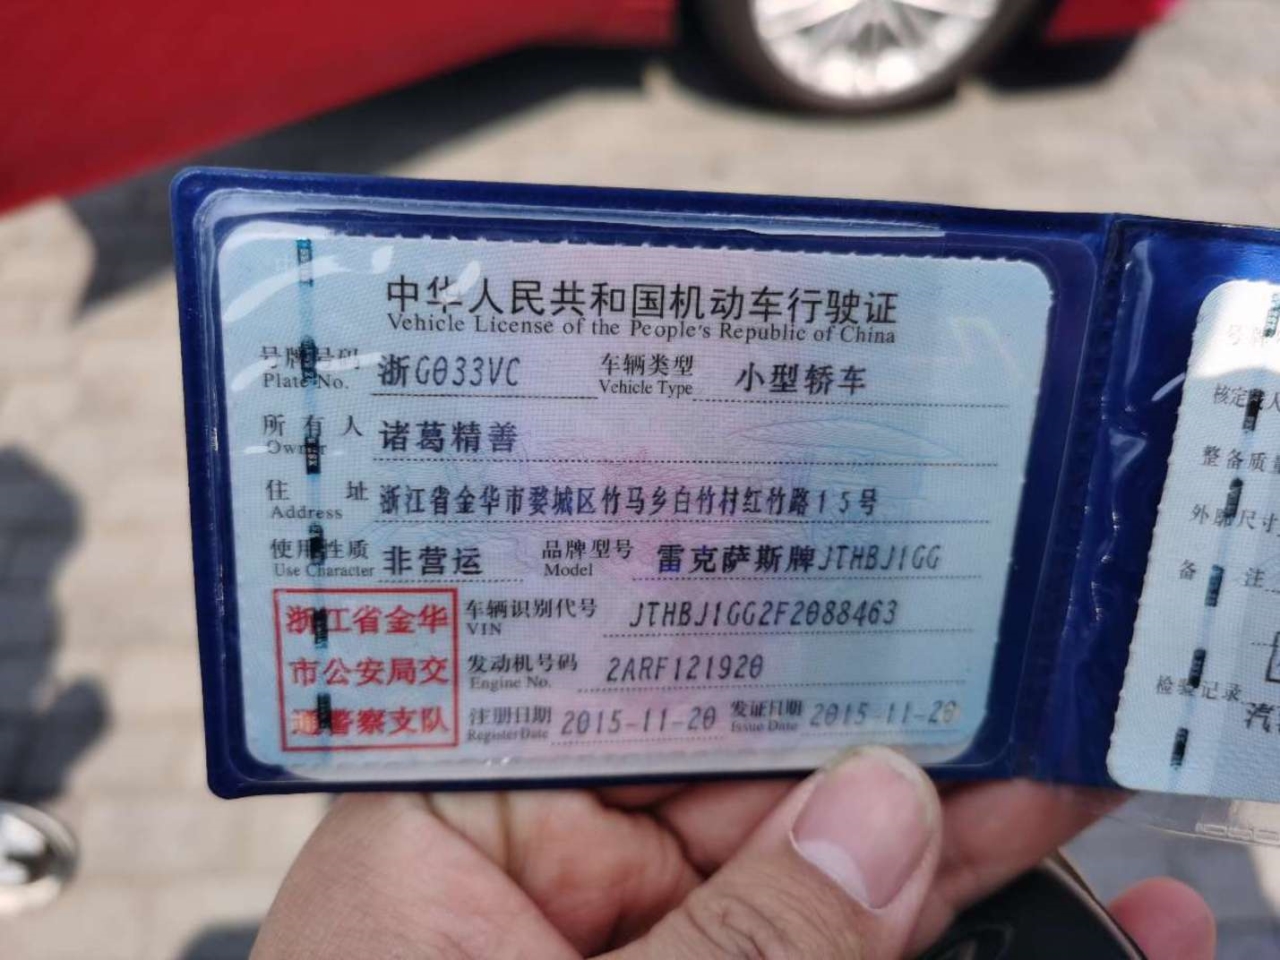 中华人民共和国机动车行驶证
Vehicle License of the People's Republic of China
号牌号码 浙G033VC 车辆类型 小型轿车
Plate No. Vehicle Type
所有人 诸葛精善
Owner
住址 浙江省金华市婺城区竹马乡白竹村红竹路15号
Address
使用性质 非营运 品牌型号 雷克萨斯牌JTHBJ1GG
Use Character Model
浙江省金华
市公安局交
通警察支队
车辆识别代号 JTHBJ1GG2F2088463
VIN
发动机号码 2ARF121920
Engine No.
注册日期 2015-11-20 发证日期 2015-11-20
Register Date Issue Date
号牌
核定载人
整备质量
外廓尺寸
备注
检验记录
汽